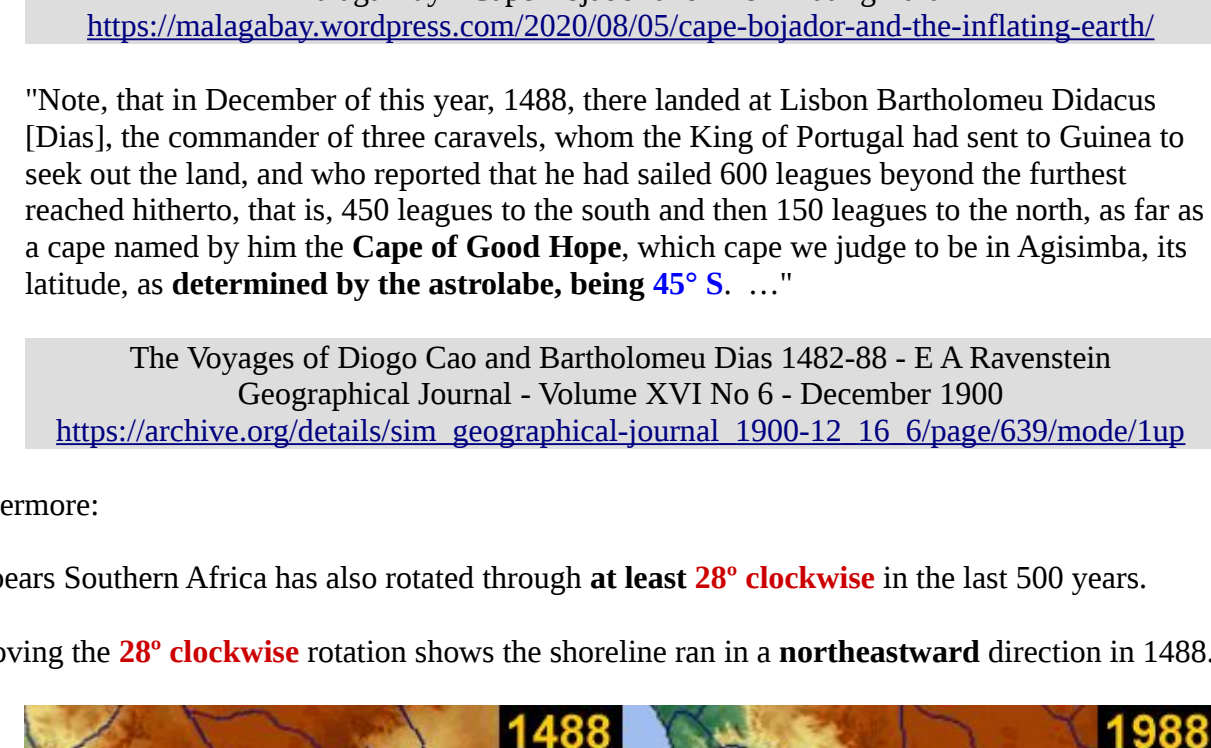 https://malagabay.wordpress.com/2020/08/05/cape-bojador-and-the-inflating-earth/
"Note, that in December of this year, 1488, there landed at Lisbon Bartholomeu Didacus
[Dias], the commander of three caravels, whom the King of Portugal had sent to Guinea to
seek out the land, and who reported that he had sailed 600 leagues beyond the furthest
reached hitherto, that is, 450 leagues to the south and then 150 leagues to the north, as far as
a cape named by him the Cape of Good Hope, which cape we judge to be in Agisimba, its
latitude, as determined by the astrolabe, being 45° S. …"
The Voyages of Diogo Cao and Bartholomeu Dias 1482-88 - E A Ravenstein
Geographical Journal - Volume XVI No 6 - December 1900
https://archive.org/details/sim_geographical-journal_1900-12_16_6/page/639/mode/1up
ermore:
ears Southern Africa has also rotated through at least 28º clockwise in the last 500 years.
oving the 28º clockwise rotation shows the shoreline ran in a northeastward direction in 1488.
1488 1988